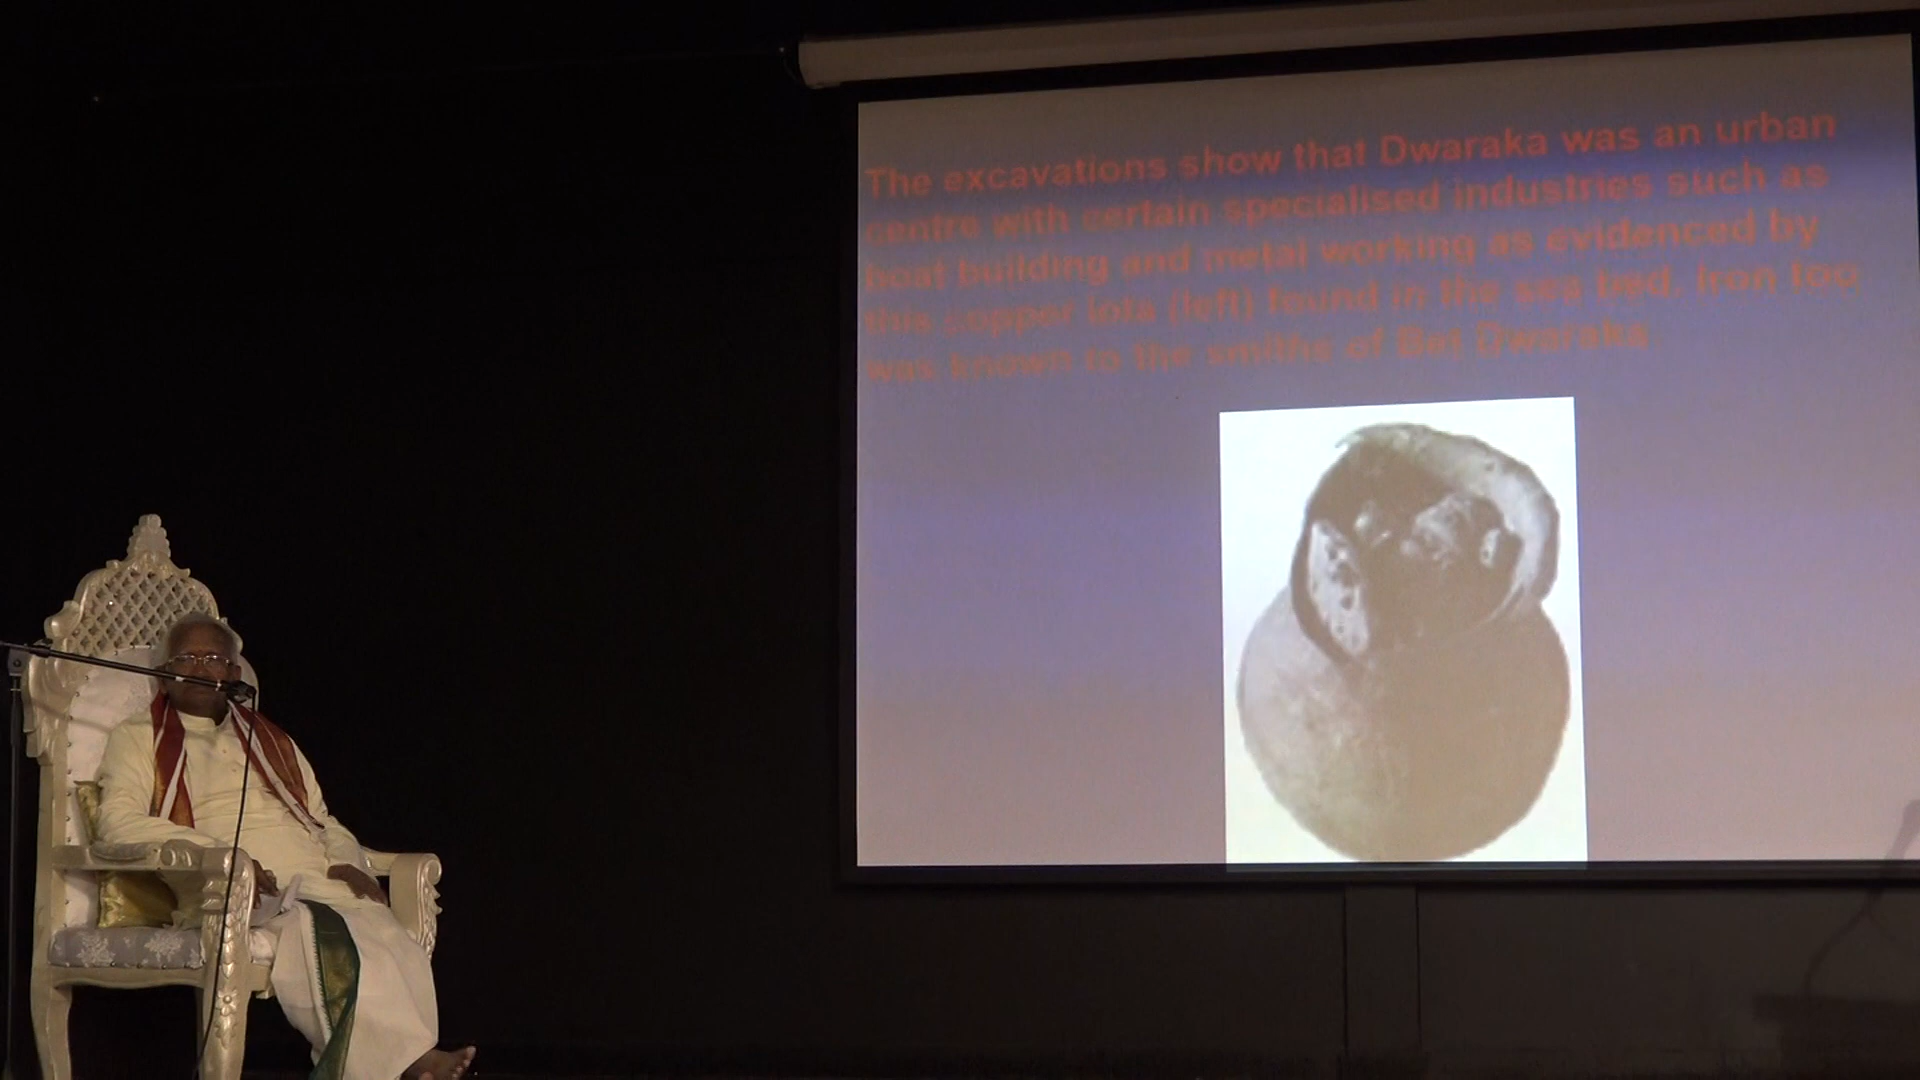 The excavations show that Dwaraka was an urban
centre with certain specialised industries such as
boat building and metal working as evidenced by
this copper lota (left) found in the sea bed. Iron too
was known to the smiths of Bet Dwaraka.